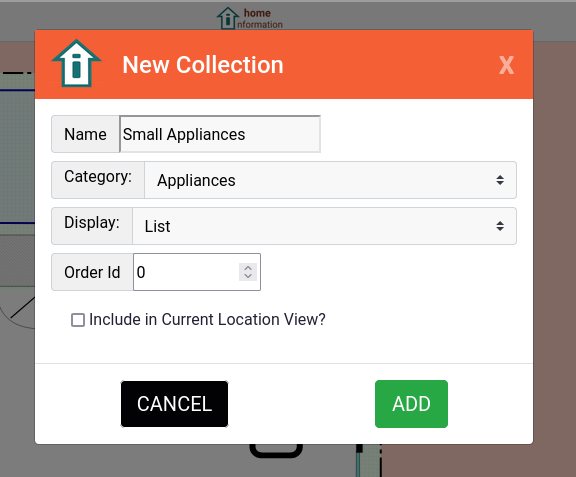 home
nformation
New Collection
X
Name Small Appliances
Category: Appliances
Display: List
Order Id 0
Include in Current Location View?
CANCEL ADD